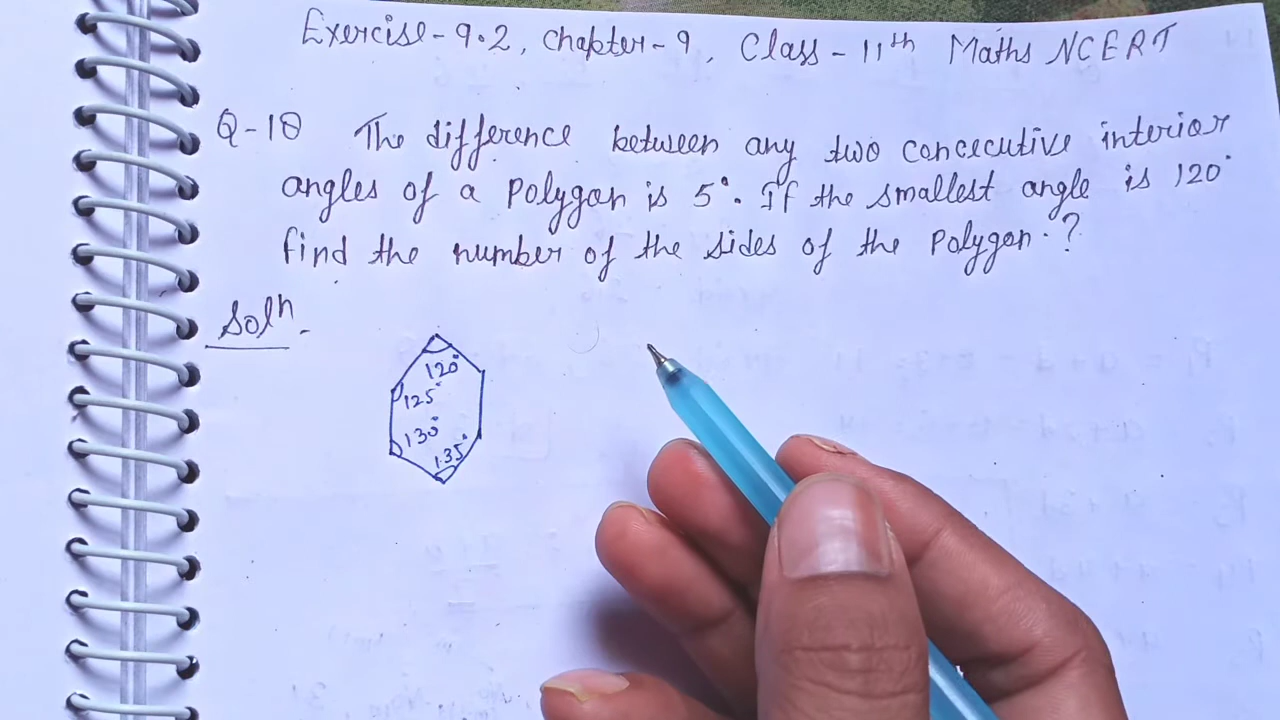 Exercise-9.2, Chapter-9, Class-11th Maths NCERT
Q-18 The difference between any two concecutive interior
angles of a polygon is 5°. If the smallest angle is 120°
find the number of the sides of the polygon.?
Solⁿ.
120°
125°
130°
135°